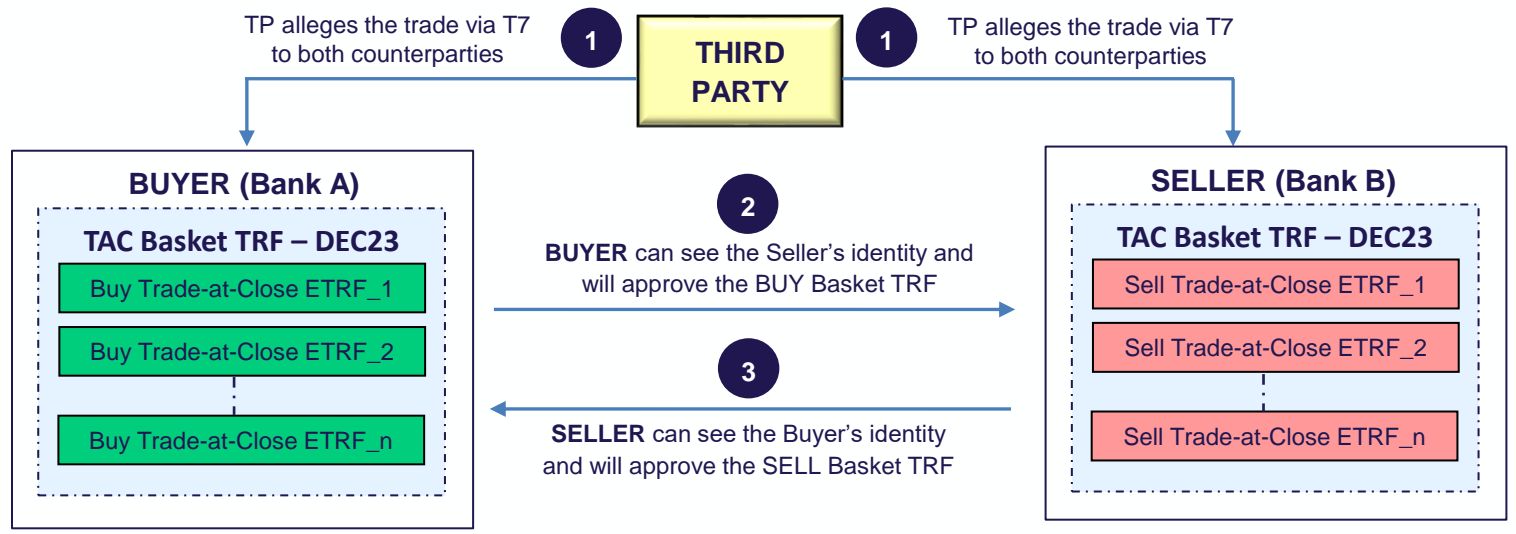 TP alleges the trade via T7
to both counterparties
1
THIRD
PARTY
1
TP alleges the trade via T7
to both counterparties
BUYER (Bank A)
TAC Basket TRF – DEC23
Buy Trade-at-Close ETRF_1
Buy Trade-at-Close ETRF_2
Buy Trade-at-Close ETRF_n
2
BUYER can see the Seller’s identity and
will approve the BUY Basket TRF
3
SELLER can see the Buyer’s identity
and will approve the SELL Basket TRF
SELLER (Bank B)
TAC Basket TRF – DEC23
Sell Trade-at-Close ETRF_1
Sell Trade-at-Close ETRF_2
Sell Trade-at-Close ETRF_n